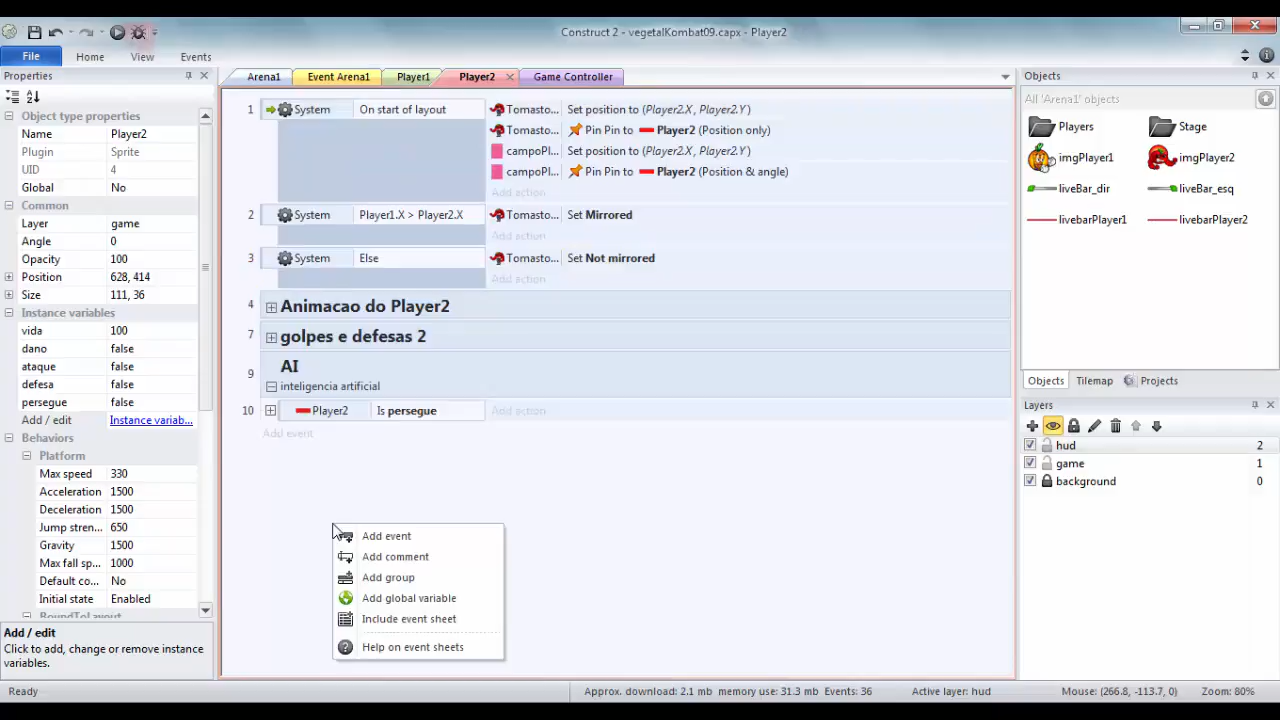 Construct 2 - vegetalKombat09.capx - Player2
File Home View Events
Properties
Object type properties
Name Player2
Plugin Sprite
UID 4
Global No
Common
Layer game
Angle 0
Opacity 100
Position 628, 414
Size 111, 36
Instance variables
vida 100
dano false
ataque false
defesa false
persegue false
Add / edit Instance variab...
Behaviors
Platform
Max speed 330
Acceleration 1500
Deceleration 1500
Jump stren... 650
Gravity 1500
Max fall sp... 1000
Default co... No
Initial state Enabled
BoundToLayout
Add / edit
Click to add, change or remove instance
variables.
Arena1 Event Arena1 Player1 Player2 Game Controller
1 System On start of layout Tomasto... Set position to (Player2.X, Player2.Y)
Tomasto... Pin Pin to Player2 (Position only)
campoPl... Set position to (Player2.X, Player2.Y)
campoPl... Pin Pin to Player2 (Position & angle)
Add action
2 System Player1.X > Player2.X Tomasto... Set Mirrored
Add action
3 System Else Tomasto... Set Not mirrored
Add action
4 Animacao do Player2
7 golpes e defesas 2
9 AI
inteligencia artificial
10 Player2 Is persegue Add action
Add event
Add event
Add comment
Add group
Add global variable
Include event sheet
Help on event sheets
Objects
All 'Arena1' objects
Players Stage
imgPlayer1 imgPlayer2
liveBar_dir liveBar_esq
livebarPlayer1 livebarPlayer2
Objects Tilemap Projects
Layers
hud 2
game 1
background 0
Ready Approx. download: 2.1 mb memory use: 31.3 mb Events: 36 Active layer: hud Mouse: (266.8, -113.7, 0) Zoom: 80%